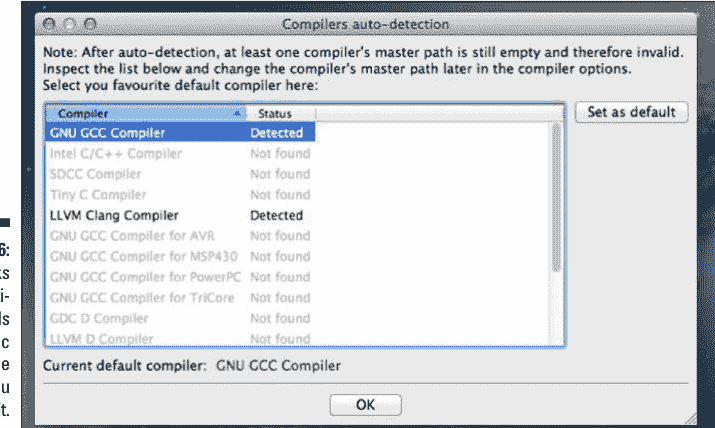 Compilers auto-detection
Note: After auto-detection, at least one compiler's master path is still empty and therefore invalid.
Inspect the list below and change the compiler's master path later in the compiler options.
Select you favourite default compiler here:
Compiler Status
Set as default
GNU GCC Compiler Detected
Intel C/C++ Compiler Not found
SDCC Compiler Not found
Tiny C Compiler Not found
LLVM Clang Compiler Detected
GNU GCC Compiler for AVR Not found
GNU GCC Compiler for MSP430 Not found
GNU GCC Compiler for PowerPC Not found
GNU GCC Compiler for TriCore Not found
GDC D Compiler Not found
LLVM D Compiler Not found
Current default compiler: GNU GCC Compiler
OK
6:
ks
i-
ls
c
e
u
t.